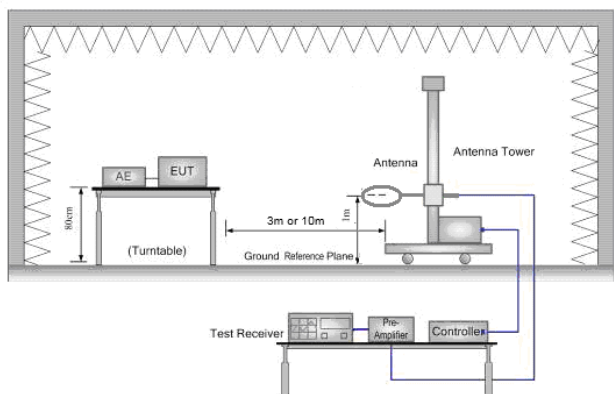 Antenna
Antenna Tower
AE
EUT
80cm
(Turntable)
3m or 10m
1m
Ground Reference Plane
Test Receiver
Pre-
Amplifier
Controller